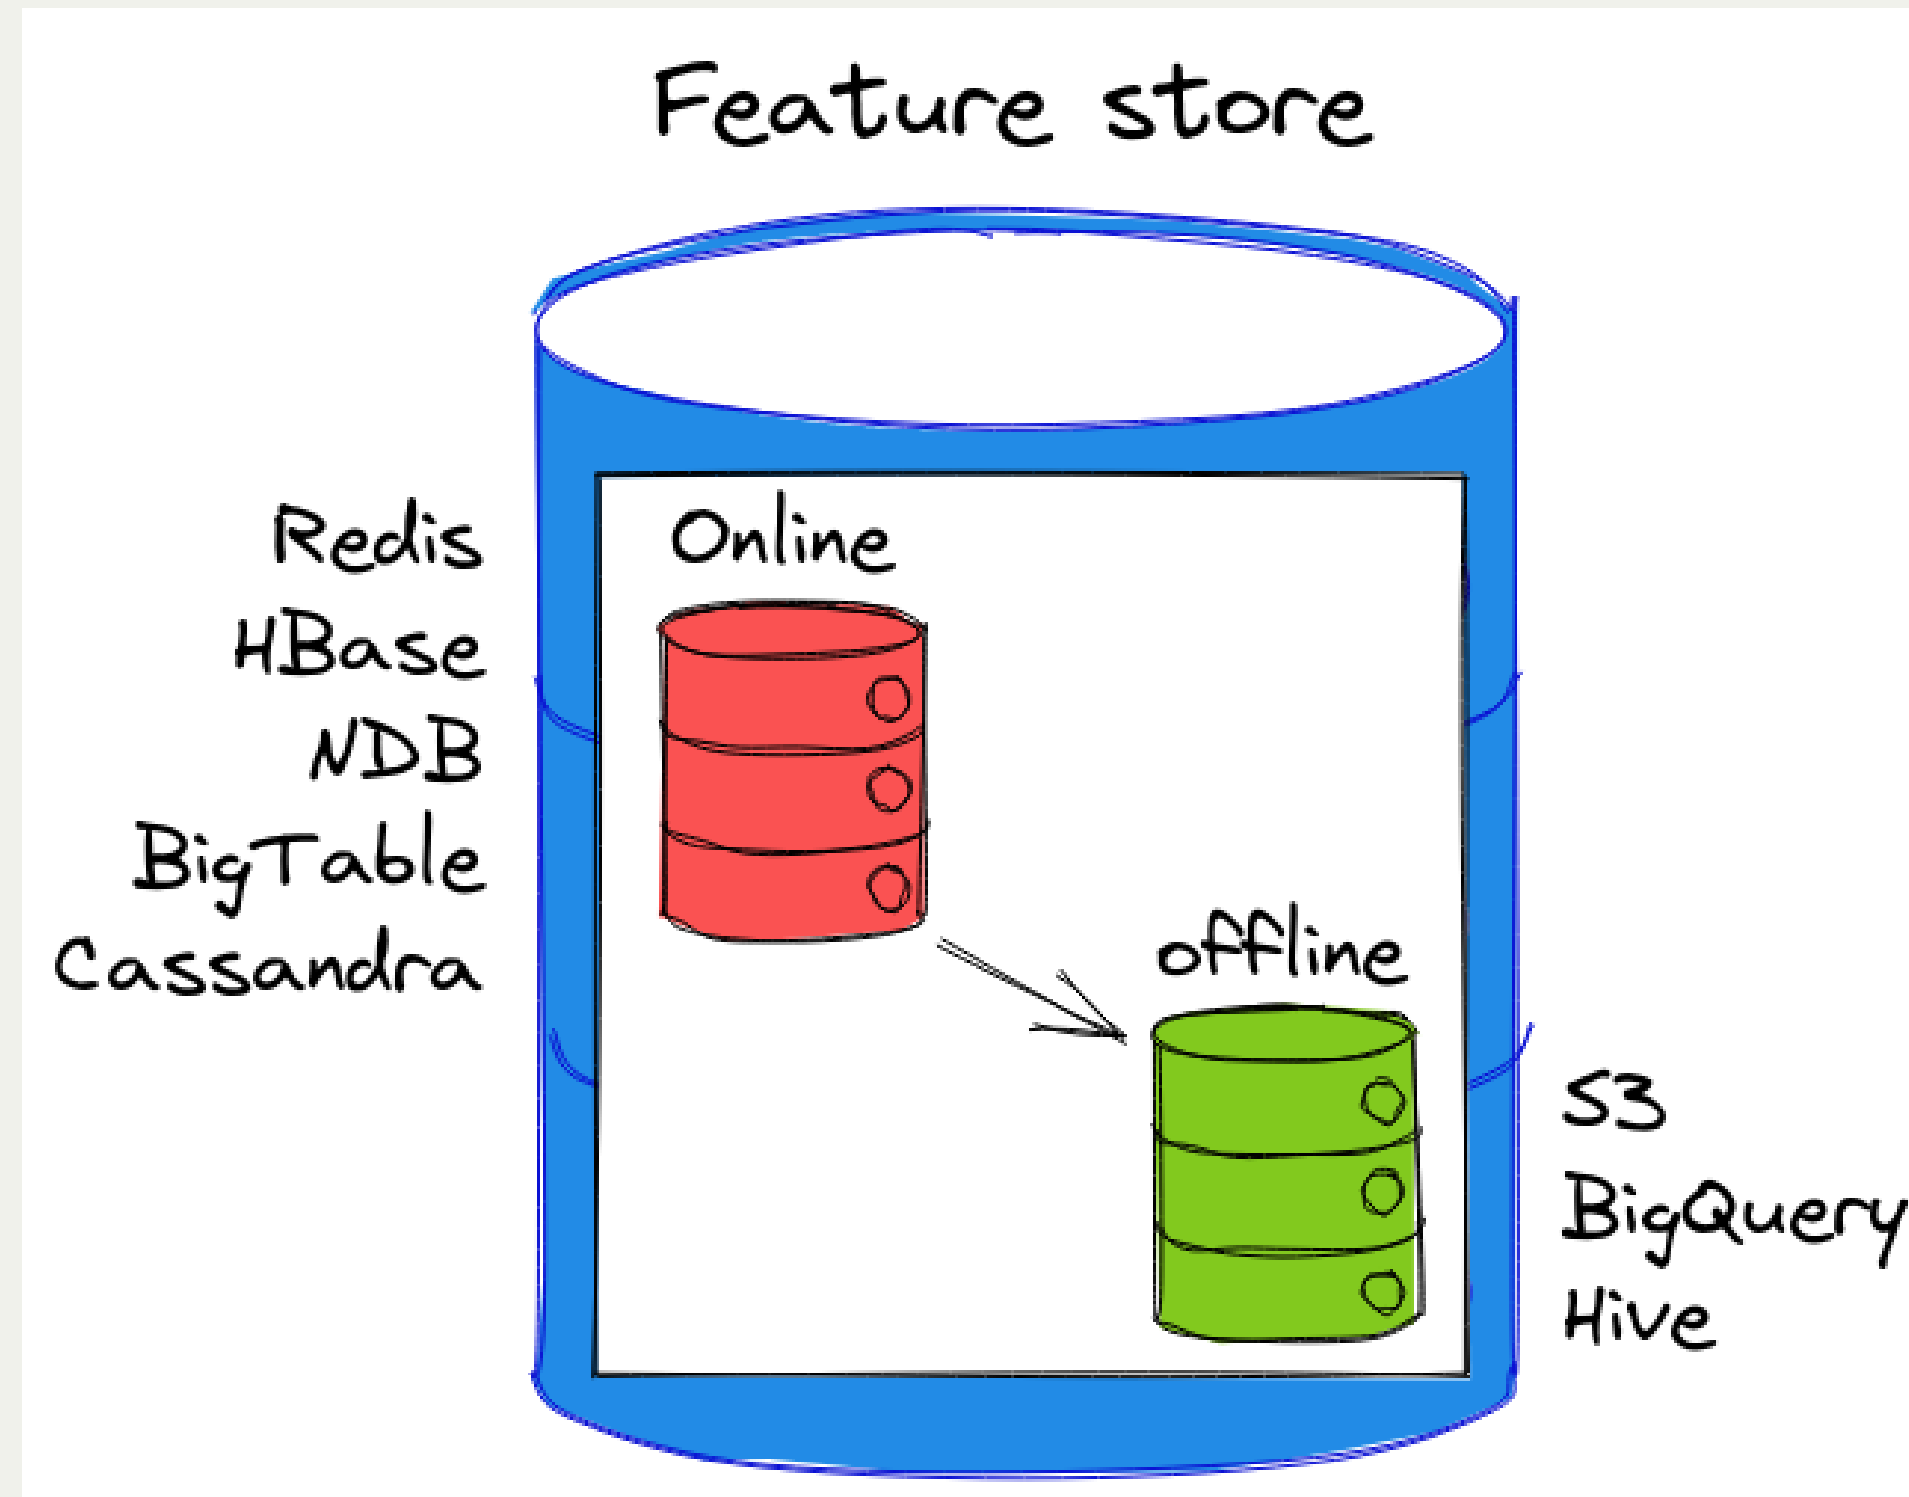 Feature store
Redis
HBase
NDB
BigTable
Cassandra
Online
offline
S3
BigQuery
Hive